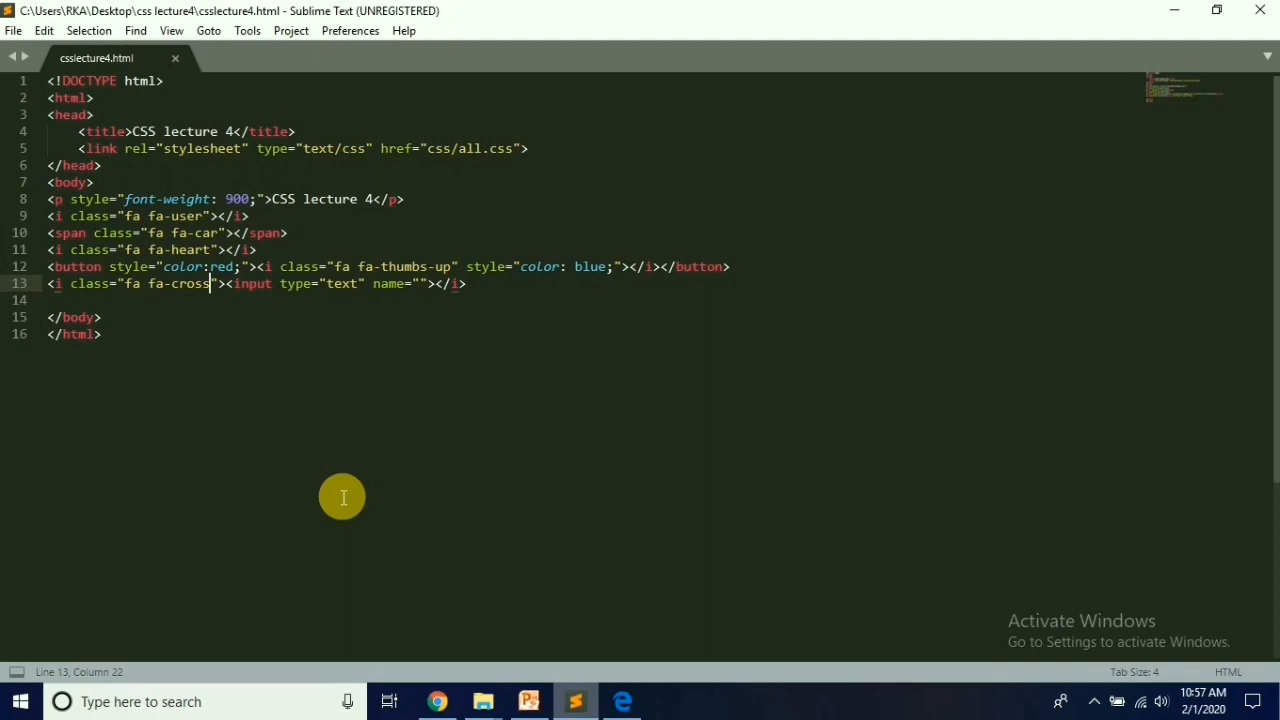 C:\Users\RKA\Desktop\css lecture4\csslecture4.html - Sublime Text (UNREGISTERED)
File Edit Selection Find View Goto Tools Project Preferences Help
csslecture4.html
1 <!DOCTYPE html>
2 <html>
3 <head>
4 <title>CSS lecture 4</title>
5 <link rel="stylesheet" type="text/css" href="css/all.css">
6 </head>
7 <body>
8 <p style="font-weight: 900;">CSS lecture 4</p>
9 <i class="fa fa-user"></i>
10 <span class="fa fa-car"></span>
11 <i class="fa fa-heart"></i>
12 <button style="color:red;"><i class="fa fa-thumbs-up" style="color: blue;"></i></button>
13 <i class="fa fa-cross"><input type="text" name=""></i>
14
15 </body>
16 </html>
Activate Windows
Go to Settings to activate Windows.
Line 13, Column 22 Tab Size: 4 HTML
Type here to search
10:57 AM
2/1/2020